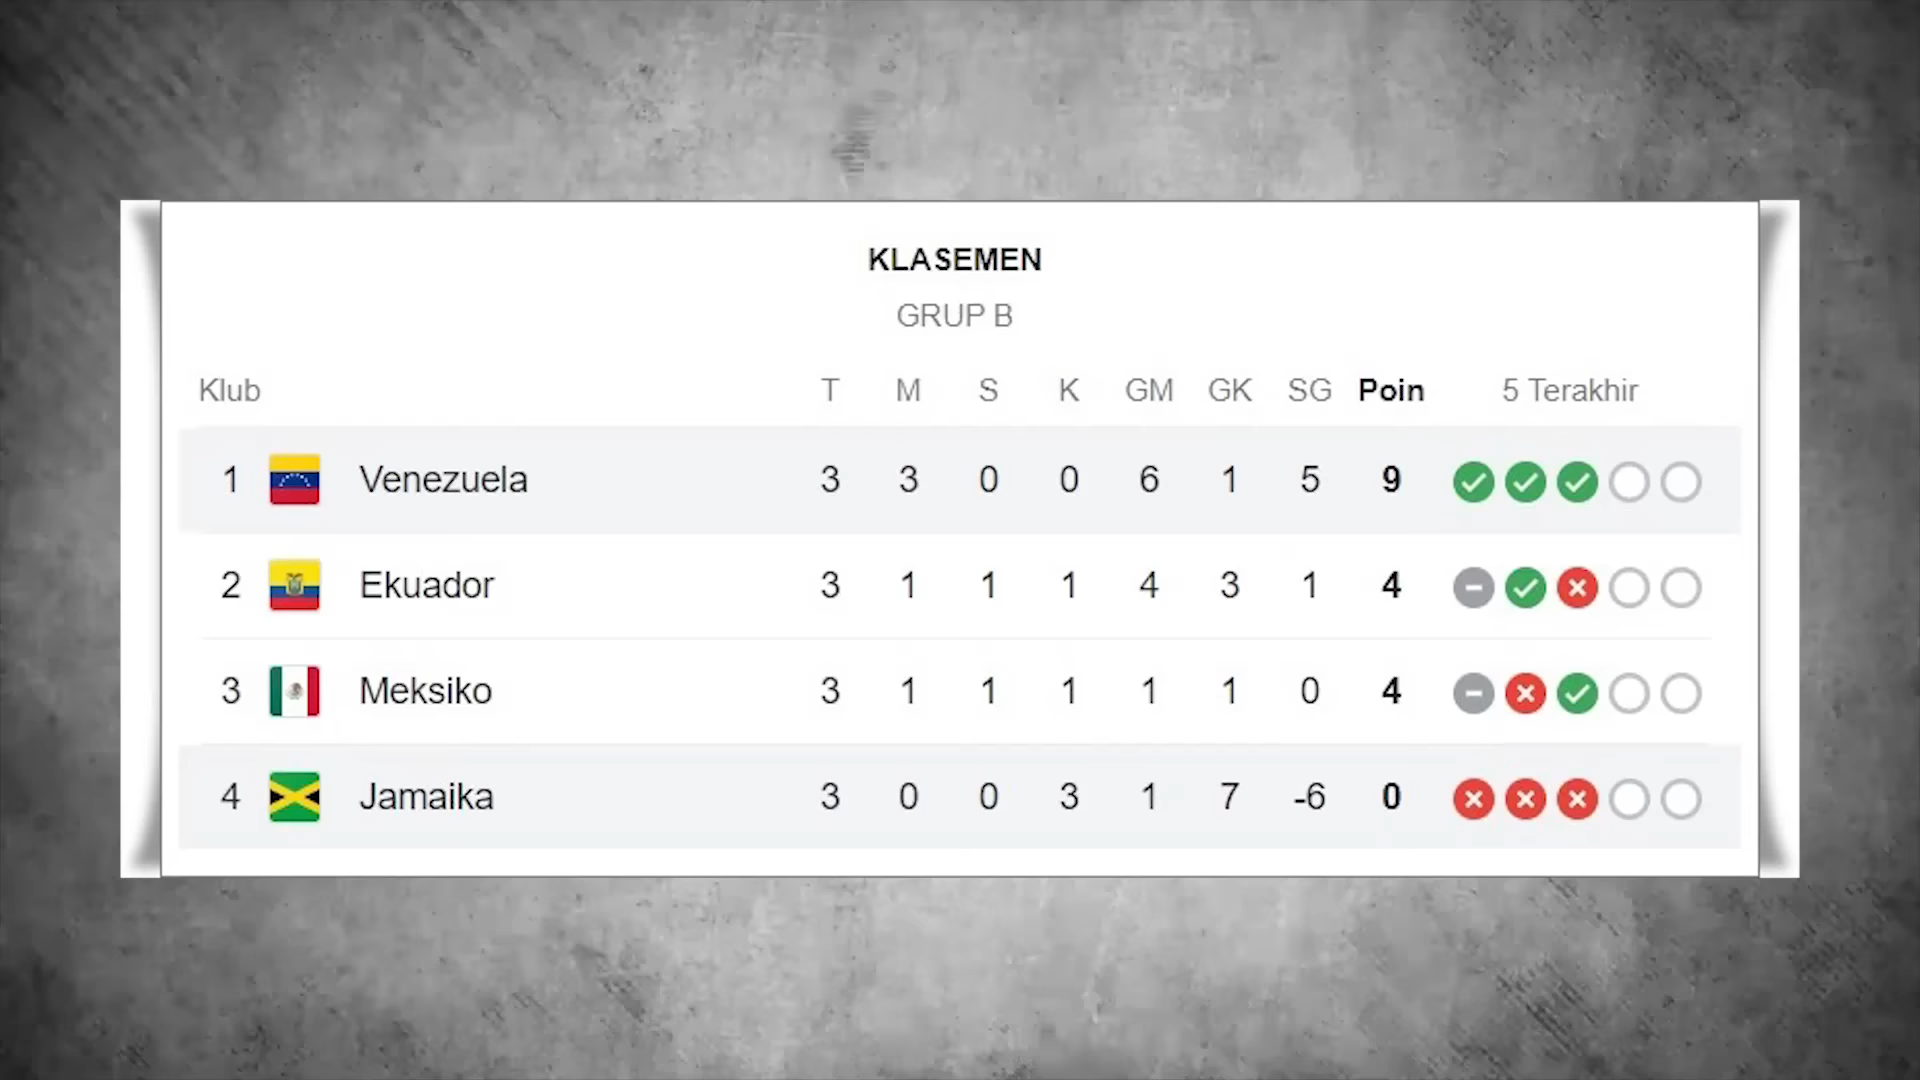 KLASEMEN
GRUP B
Klub T M S K GM GK SG Poin 5 Terakhir
1 Venezuela 3 3 0 0 6 1 5 9
2 Ekuador 3 1 1 1 4 3 1 4
3 Meksiko 3 1 1 1 1 1 0 4
4 Jamaika 3 0 0 3 1 7 -6 0